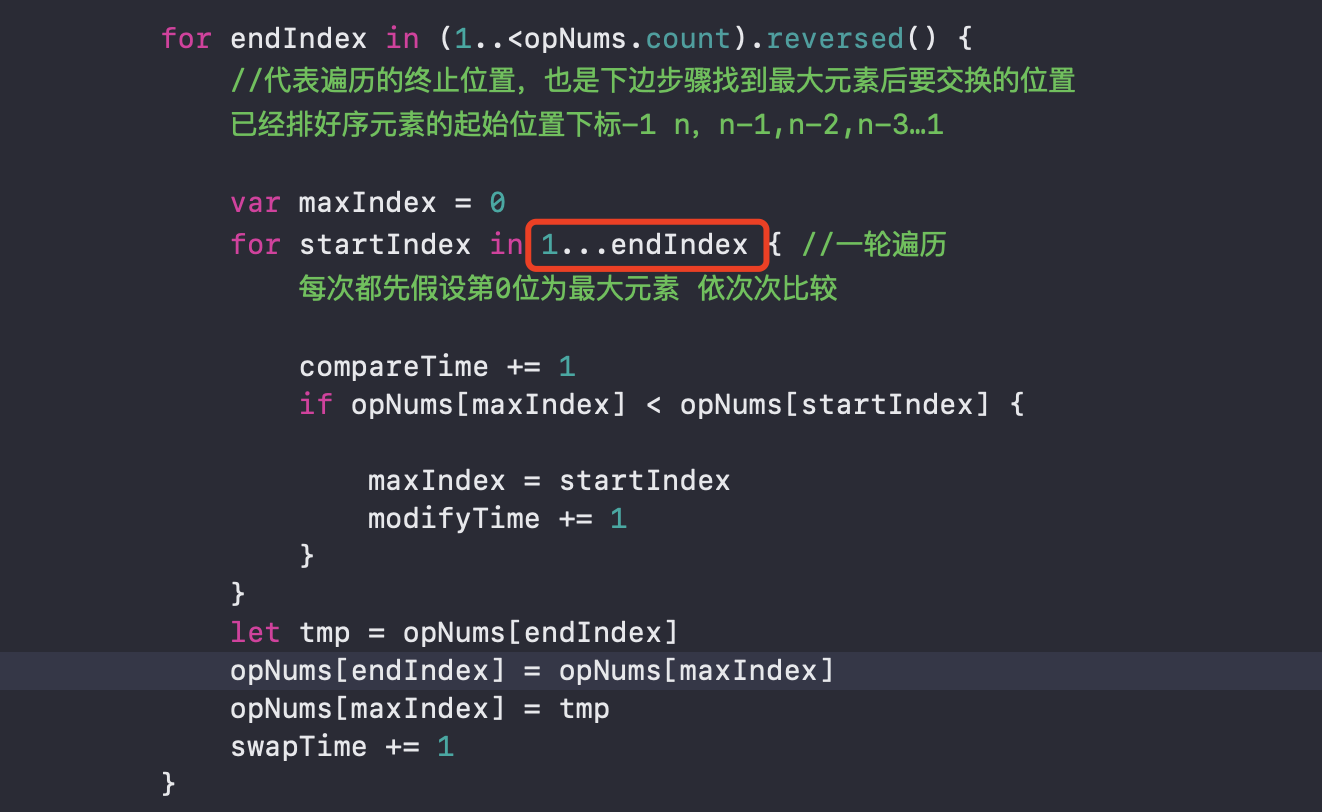 for endIndex in (1..<opNums.count).reversed() {
//代表遍历的终止位置，也是下边步骤找到最大元素后要交换的位置
已经排好序元素的起始位置下标-1 n，n-1,n-2,n-3…1
var maxIndex = 0
for startIndex in 1...endIndex { //一轮遍历
每次都先假设第0位为最大元素 依次次比较
compareTime += 1
if opNums[maxIndex] < opNums[startIndex] {
maxIndex = startIndex
modifyTime += 1
}
}
let tmp = opNums[endIndex]
opNums[endIndex] = opNums[maxIndex]
opNums[maxIndex] = tmp
swapTime += 1
}